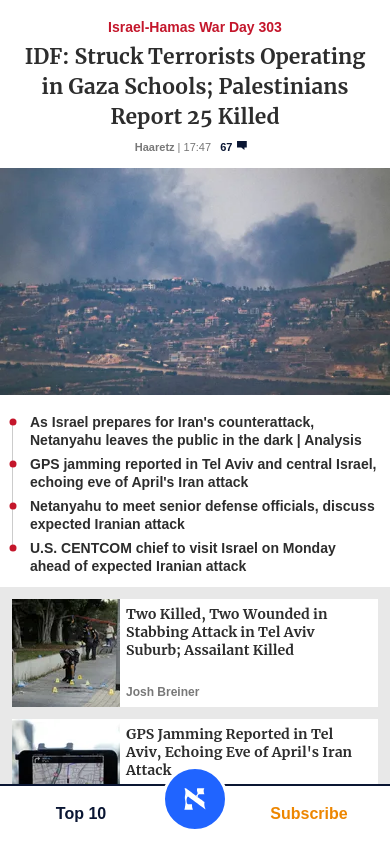 Israel-Hamas War Day 303
IDF: Struck Terrorists Operating
in Gaza Schools; Palestinians
Report 25 Killed
Haaretz | 17:47 67
As Israel prepares for Iran's counterattack,
Netanyahu leaves the public in the dark | Analysis
GPS jamming reported in Tel Aviv and central Israel,
echoing eve of April's Iran attack
Netanyahu to meet senior defense officials, discuss
expected Iranian attack
U.S. CENTCOM chief to visit Israel on Monday
ahead of expected Iranian attack
Two Killed, Two Wounded in
Stabbing Attack in Tel Aviv
Suburb; Assailant Killed
Josh Breiner
GPS Jamming Reported in Tel
Aviv, Echoing Eve of April's Iran
Attack
Top 10
Subscribe